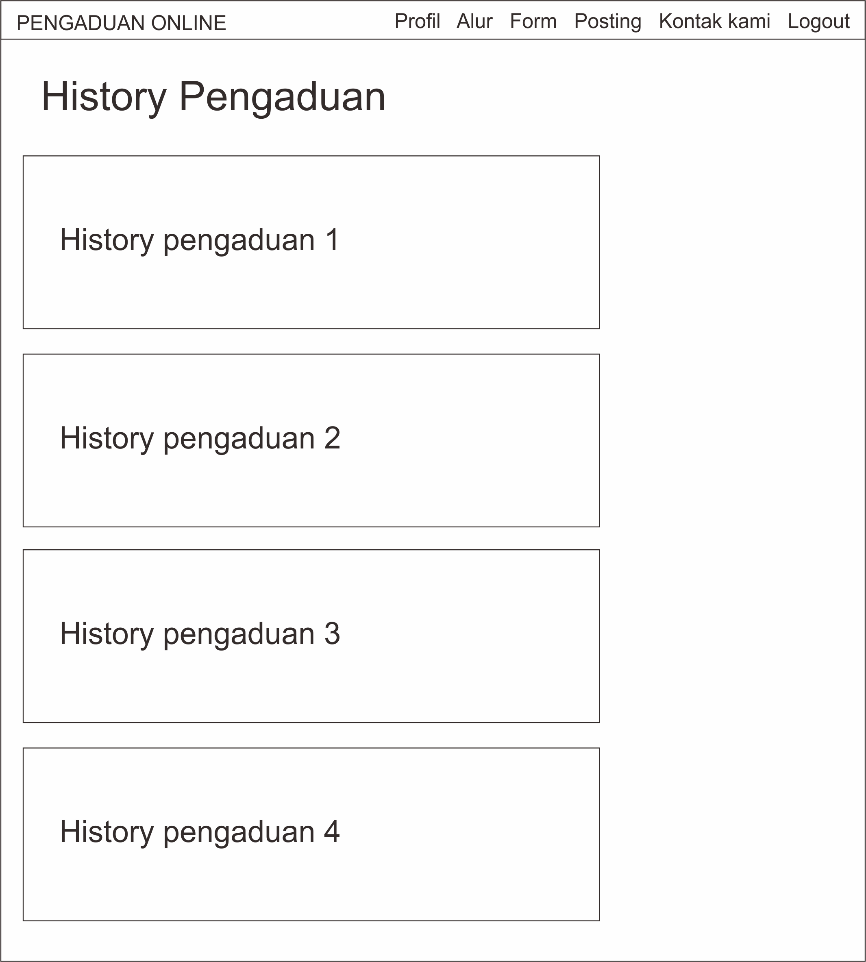 PENGADUAN ONLINE Profil Alur Form Posting Kontak kami Logout
History Pengaduan
History pengaduan 1
History pengaduan 2
History pengaduan 3
History pengaduan 4